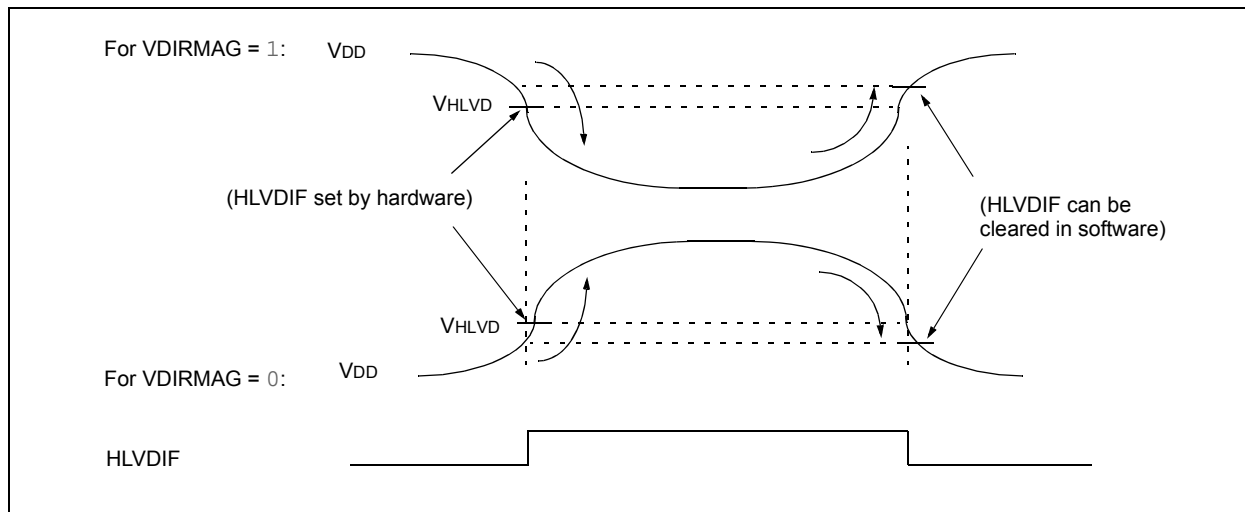 For VDIRMAG = 1: VDD
VHLVD
(HLVDIF set by hardware)
(HLVDIF can be
cleared in software)
VHLVD
For VDIRMAG = 0: VDD
HLVDIF